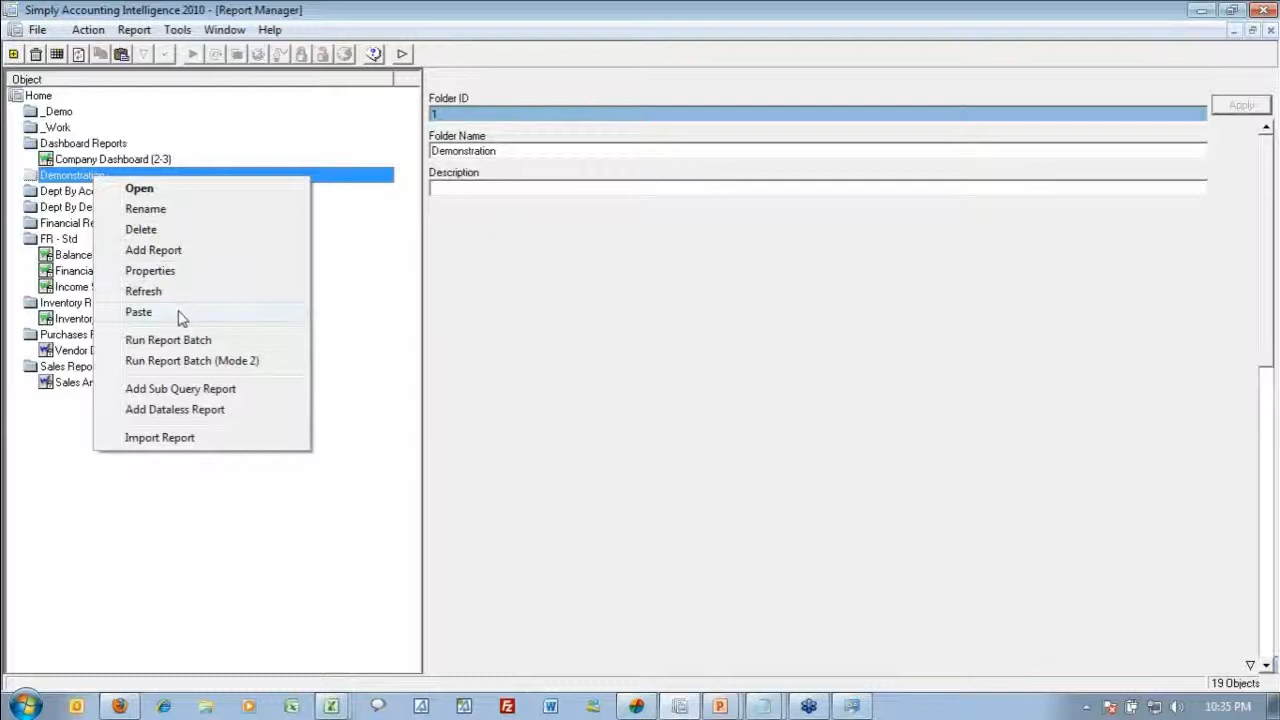 Simply Accounting Intelligence 2010 - [Report Manager]
File Action Report Tools Window Help
Object
Home
_Demo
_Work
Dashboard Reports
Company Dashboard (2-3)
Demonstration
Dept By Acc
Dept By De
Financial Re
FR - Std
Balance
Financia
Income S
Inventory R
Inventor
Purchases R
Vendor D
Sales Repo
Sales An
Open
Rename
Delete
Add Report
Properties
Refresh
Paste
Run Report Batch
Run Report Batch (Mode 2)
Add Sub Query Report
Add Dataless Report
Import Report
Folder ID
1
Apply
Folder Name
Demonstration
Description
19 Objects
10:35 PM